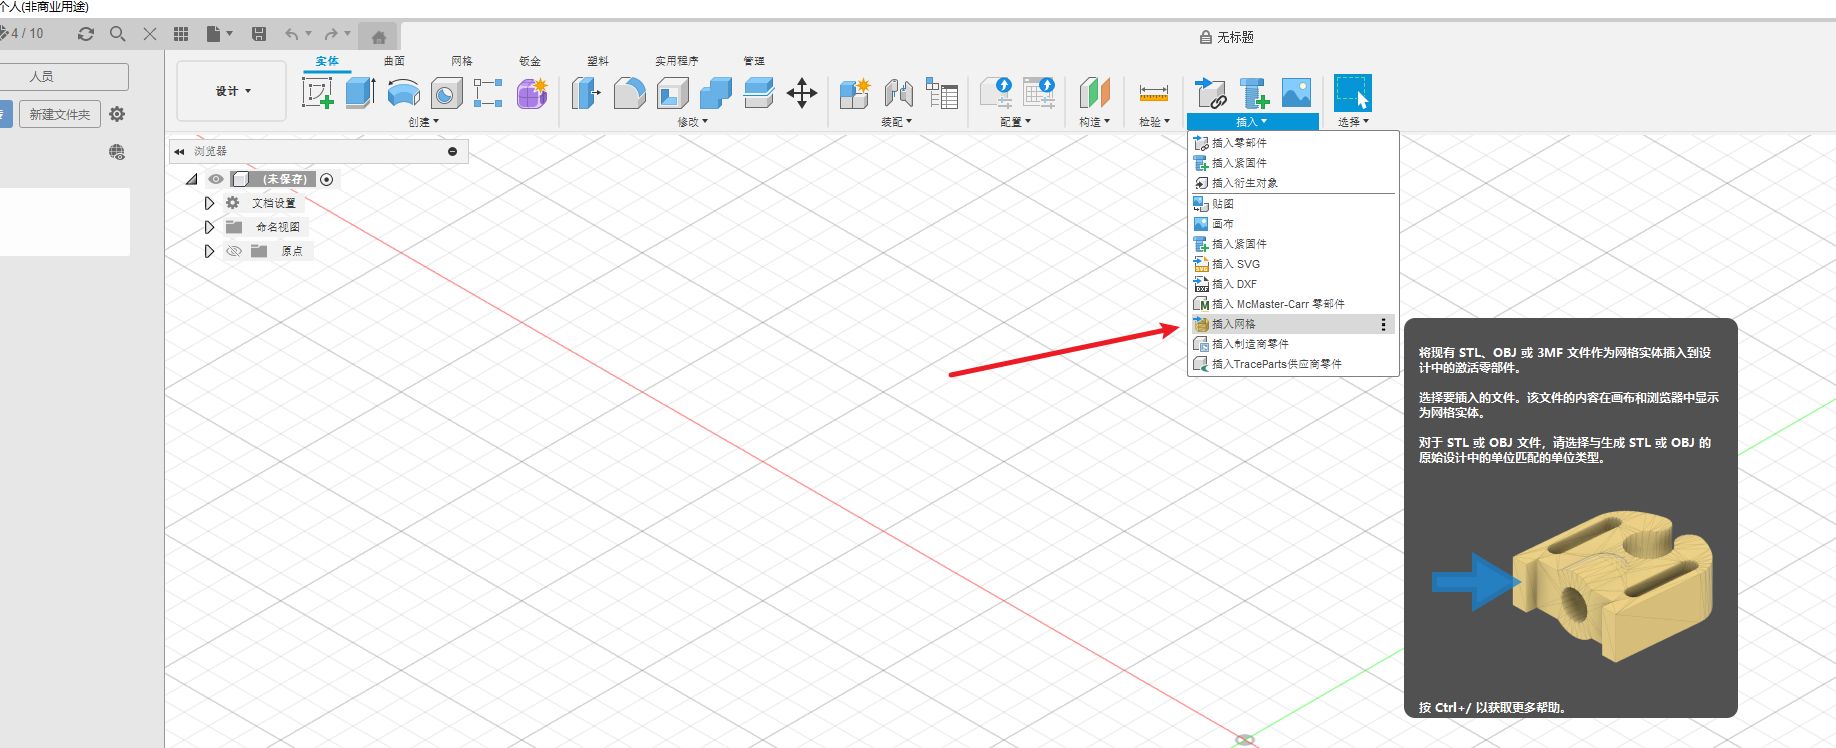 个人(非商业用途)
4 / 10
无标题
人员
新建文件夹
设计
实体
曲面
网格
钣金
塑料
实用程序
管理
创建
修改
装配
配置
构造
检验
插入
选择
浏览器
(未保存)
文档设置
命名视图
原点
插入零部件
插入紧固件
插入衍生对象
贴图
画布
插入紧固件
插入 SVG
插入 DXF
插入 McMaster-Carr 零部件
插入网格
插入制造商零件
插入TraceParts供应商零件
将现有 STL、OBJ 或 3MF 文件作为网格实体插入到设
计中的激活零部件。
选择要插入的文件。该文件的内容在画布和浏览器中显示
为网格实体。
对于 STL 或 OBJ 文件，请选择与生成 STL 或 OBJ 的
原始设计中的单位匹配的单位类型。
按 Ctrl+/ 以获取更多帮助。